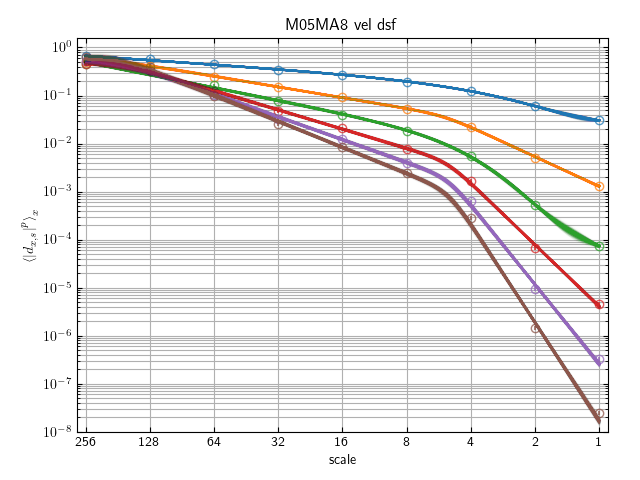 M05MA8 vel dsf
⟨|d_{x,s}|^p⟩_x
10^0
10^{-1}
10^{-2}
10^{-3}
10^{-4}
10^{-5}
10^{-6}
10^{-7}
10^{-8}
256 128 64 32 16 8 4 2 1
scale